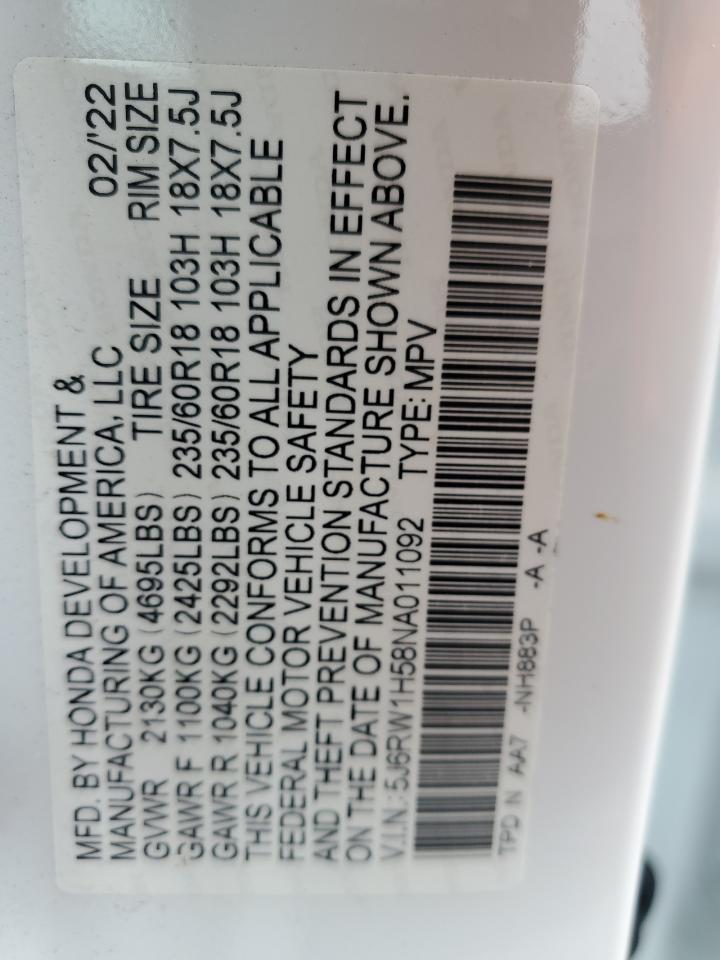 MFD. BY HONDA DEVELOPMENT & 02/'22
MANUFACTURING OF AMERICA, LLC
GVWR 2130KG (4695LBS) TIRE SIZE RIM SIZE
GAWR F 1100KG (2425LBS) 235/60R18 103H 18X7.5J
GAWR R 1040KG (2292LBS) 235/60R18 103H 18X7.5J
THIS VEHICLE CONFORMS TO ALL APPLICABLE
FEDERAL MOTOR VEHICLE SAFETY
AND THEFT PREVENTION STANDARDS IN EFFECT
ON THE DATE OF MANUFACTURE SHOWN ABOVE.
V.I.N.:5J6RW1H58NA011092 TYPE:MPV
TPD N AA7 -NH883P -A -A